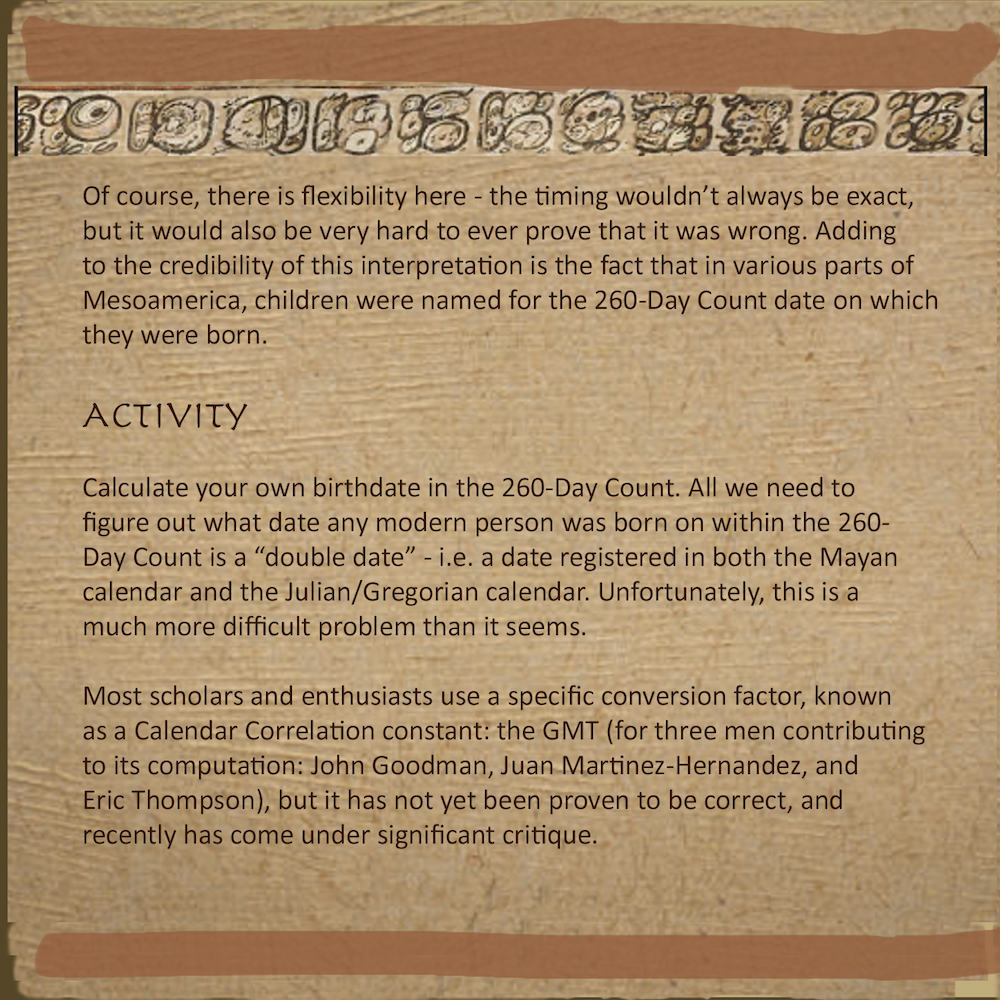 Of course, there is flexibility here - the timing wouldn’t always be exact,
but it would also be very hard to ever prove that it was wrong. Adding
to the credibility of this interpretation is the fact that in various parts of
Mesoamerica, children were named for the 260-Day Count date on which
they were born.
ACTIVITY
Calculate your own birthdate in the 260-Day Count. All we need to
figure out what date any modern person was born on within the 260-
Day Count is a “double date” - i.e. a date registered in both the Mayan
calendar and the Julian/Gregorian calendar. Unfortunately, this is a
much more difficult problem than it seems.
Most scholars and enthusiasts use a specific conversion factor, known
as a Calendar Correlation constant: the GMT (for three men contributing
to its computation: John Goodman, Juan Martinez-Hernandez, and
Eric Thompson), but it has not yet been proven to be correct, and
recently has come under significant critique.